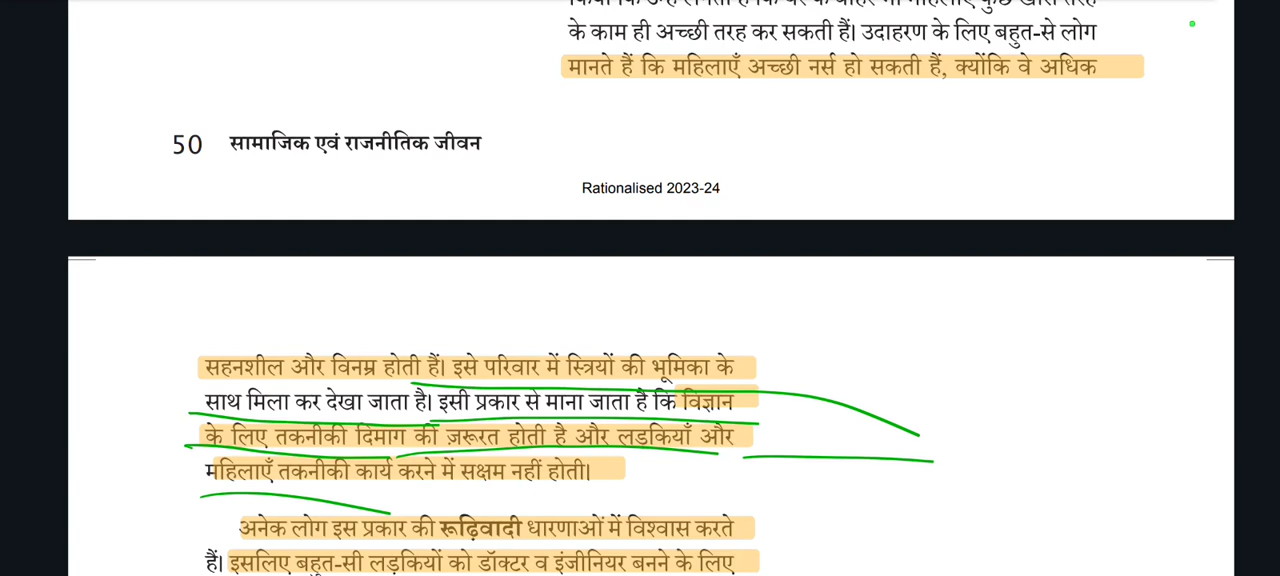 के काम ही अच्छी तरह कर सकती हैं। उदाहरण के लिए बहुत-से लोग
मानते हैं कि महिलाएँ अच्छी नर्स हो सकती हैं, क्योंकि वे अधिक
50 सामाजिक एवं राजनीतिक जीवन
Rationalised 2023-24
सहनशील और विनम्र होती हैं। इसे परिवार में स्त्रियों की भूमिका के
साथ मिला कर देखा जाता है। इसी प्रकार से माना जाता है कि विज्ञान
के लिए तकनीकी दिमाग की ज़रूरत होती है और लड़कियाँ और
महिलाएँ तकनीकी कार्य करने में सक्षम नहीं होती।
अनेक लोग इस प्रकार की रूढ़िवादी धारणाओं में विश्वास करते
हैं। इसलिए बहुत-सी लड़कियों को डॉक्टर व इंजीनियर बनने के लिए